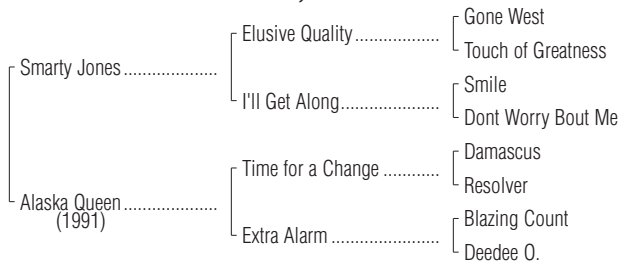 Gone West
Elusive Quality..................
Touch of Greatness
Smarty Jones....................
Smile
I'll Get Along.....................
Dont Worry Bout Me
Damascus
Time for a Change ............
Resolver
Alaska Queen....................
(1991)
Blazing Count
Extra Alarm .......................
Deedee O.